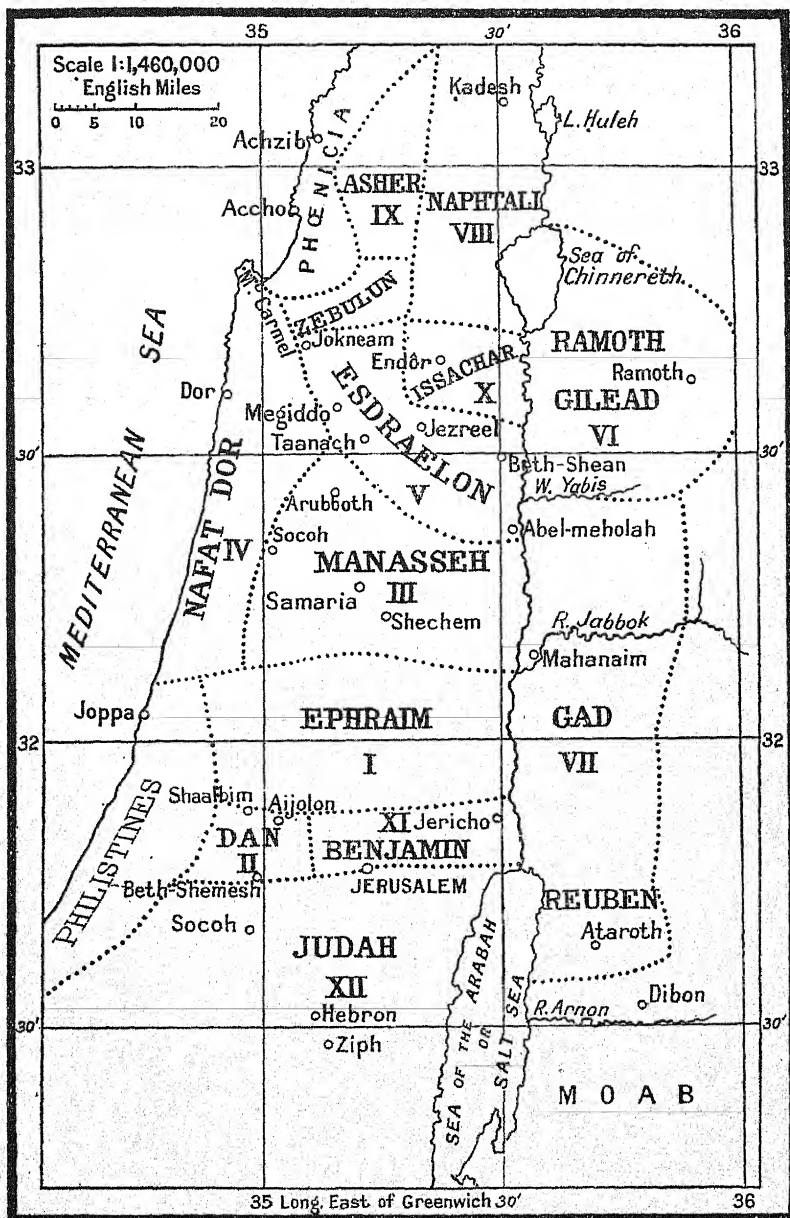 30'
36
Scale 1:1,460,000
English Miles
0 5 10 20
Kadesh
L. Huleh
Achzib
33
33
PHŒNICIA
ASHER
IX
NAPHTALI
VIII
Accho
Sea of
Chinnereth
Mt. Carmel
ZEBULUN
Jokneam
RAMOTH
Endôr
ISSACHAR
X
Ramoth
Dor
ESDRAELON
V
GILEAD
VI
Megiddo
Jezreel
Taanach
30'
30'
MEDITERRANEAN SEA
Beth-Shean
W. Yabis
Arubboth
Abel-meholah
NAFAT DOR
IV
Socoh
MANASSEH
III
Samaria
Shechem
R. Jabbok
Mahanaim
Joppa
EPHRAIM
I
GAD
VII
32
32
Shaalbim
Aijolon
XI
Jericho
DAN
II
BENJAMIN
PHILISTINES
JERUSALEM
Beth-Shemesh
REUBEN
Socoh
Ataroth
JUDAH
XII
SEA OF THE ARABAH
OR
SALT SEA
Dibon
R. Arnon
Hebron
30'
30'
Ziph
MOAB
35 Long. East of Greenwich 30' 36